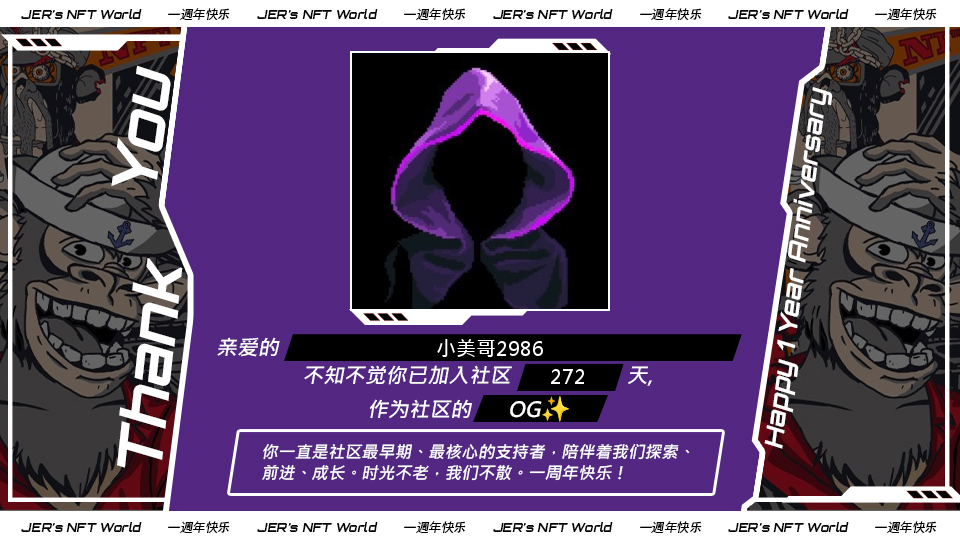 JER's NFT World 一週年快乐 JER's NFT World 一週年快乐 JER's NFT World 一週年快乐 JER's NFT World 一週年快乐
Thank You
亲爱的 小美哥2986
不知不觉你已加入社区 272 天,
作为社区的 OG✨
你一直是社区最早期、最核心的支持者，陪伴着我们探索、
前进、成长。时光不老，我们不散。一周年快乐！
Happy 1 Year Anniversary
JER's NFT World 一週年快乐 JER's NFT World 一週年快乐 JER's NFT World 一週年快乐 JER's NFT World 一週年快乐